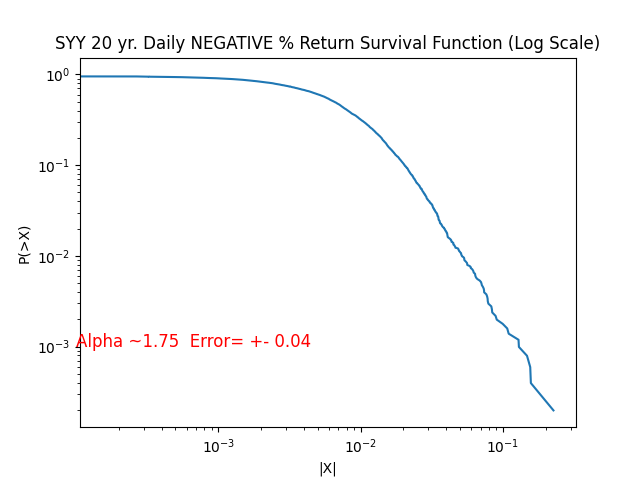 SYY 20 yr. Daily NEGATIVE % Return Survival Function (Log Scale)
10⁰
10⁻¹
P(>X)
10⁻²
10⁻³
Alpha ~1.75  Error= +- 0.04
10⁻³
10⁻²
10⁻¹
|X|